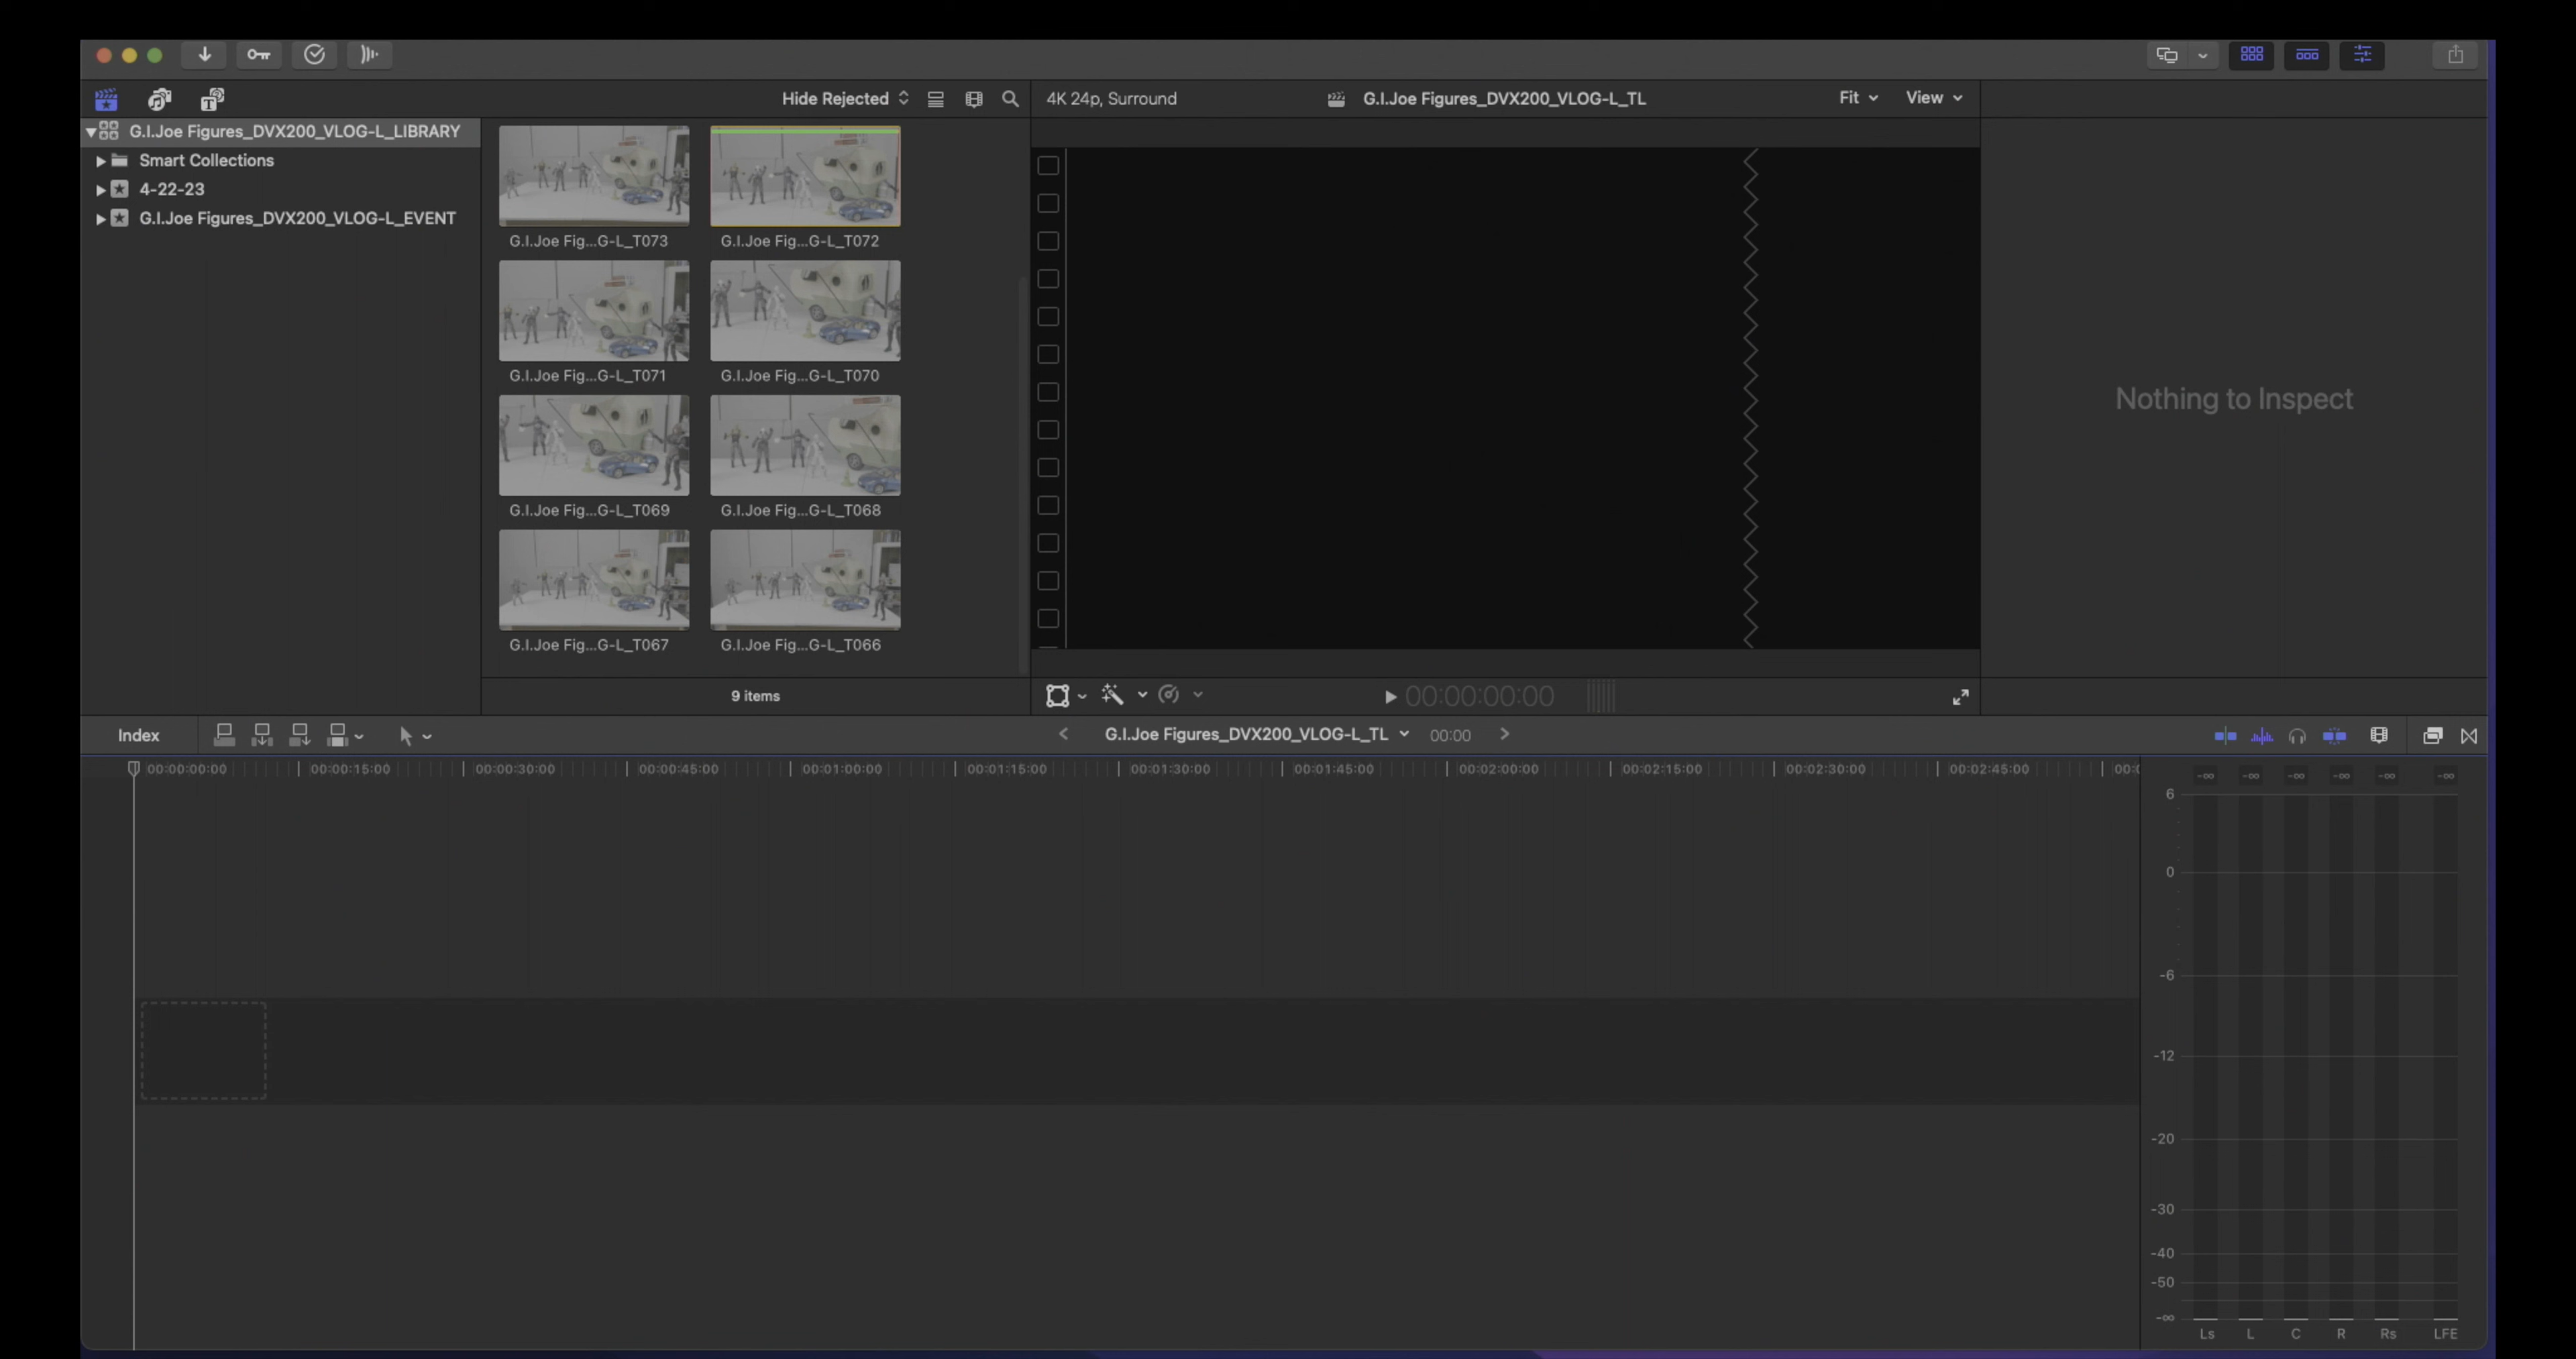 Hide Rejected
4K 24p, Surround
G.I.Joe Figures_DVX200_VLOG-L_TL
Fit
View
G.I.Joe Figures_DVX200_VLOG-L_LIBRARY
Smart Collections
4-22-23
G.I.Joe Figures_DVX200_VLOG-L_EVENT
G.I.Joe Fig...G-L_T073
G.I.Joe Fig...G-L_T072
G.I.Joe Fig...G-L_T071
G.I.Joe Fig...G-L_T070
G.I.Joe Fig...G-L_T069
G.I.Joe Fig...G-L_T068
G.I.Joe Fig...G-L_T067
G.I.Joe Fig...G-L_T066
9 items
00:00:00:00
Nothing to Inspect
Index
G.I.Joe Figures_DVX200_VLOG-L_TL
00:00
00:00:00:00
00:00:15:00
00:00:30:00
00:00:45:00
00:01:00:00
00:01:15:00
00:01:30:00
00:01:45:00
00:02:00:00
00:02:15:00
00:02:30:00
00:02:45:00
-∞ -∞ -∞ -∞ -∞ -∞
6
0
-6
-12
-20
-30
-40
-50
-∞
Ls L C R Rs LFE